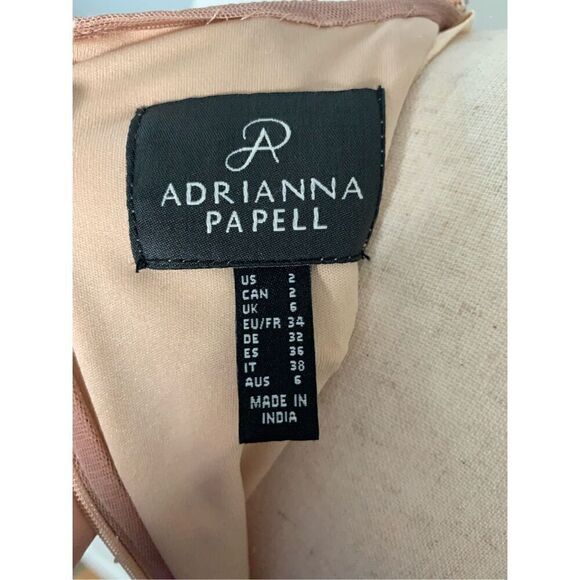 ADRIANNA
PAPELL
US 2
CAN 2
UK 6
EU/FR 34
DE 32
ES 36
IT 38
AUS 6
MADE IN
INDIA